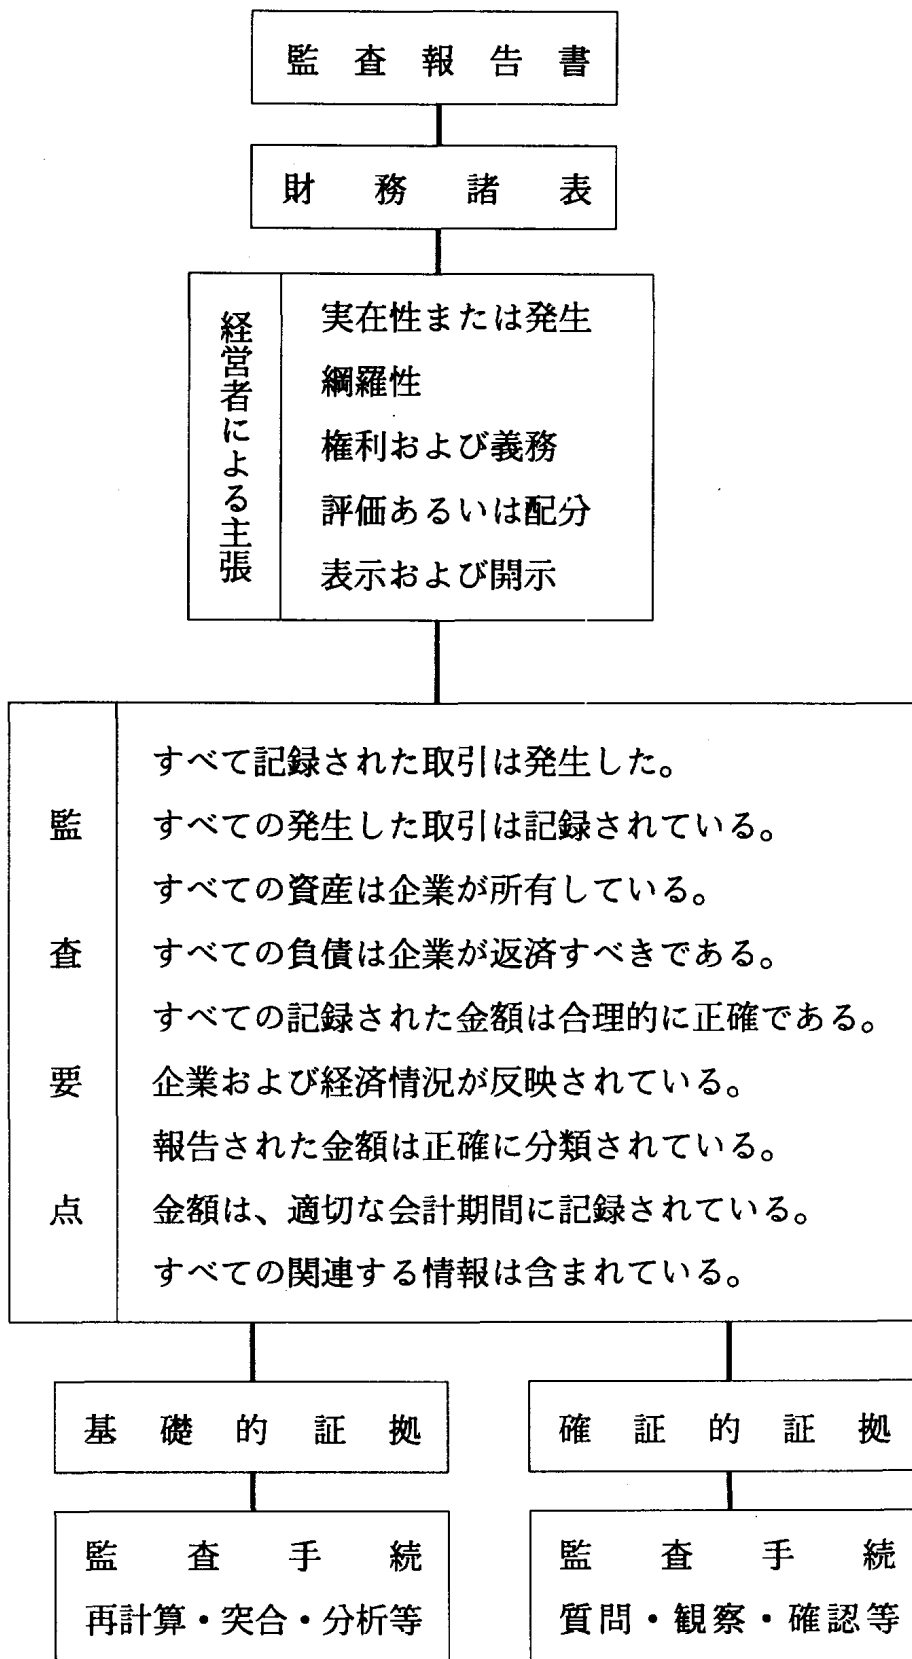 監査報告書
財務諸表
経営者による主張
実在性または発生
網羅性
権利および義務
評価あるいは配分
表示および開示
監査要点
すべて記録された取引は発生した。
すべての発生した取引は記録されている。
すべての資産は企業が所有している。
すべての負債は企業が返済すべきである。
すべての記録された金額は合理的に正確である。
企業および経済情況が反映されている。
報告された金額は正確に分類されている。
金額は、適切な会計期間に記録されている。
すべての関連する情報は含まれている。
基礎的証拠
確証的証拠
監査手続
再計算・突合・分析等
監査手続
質問・観察・確認等